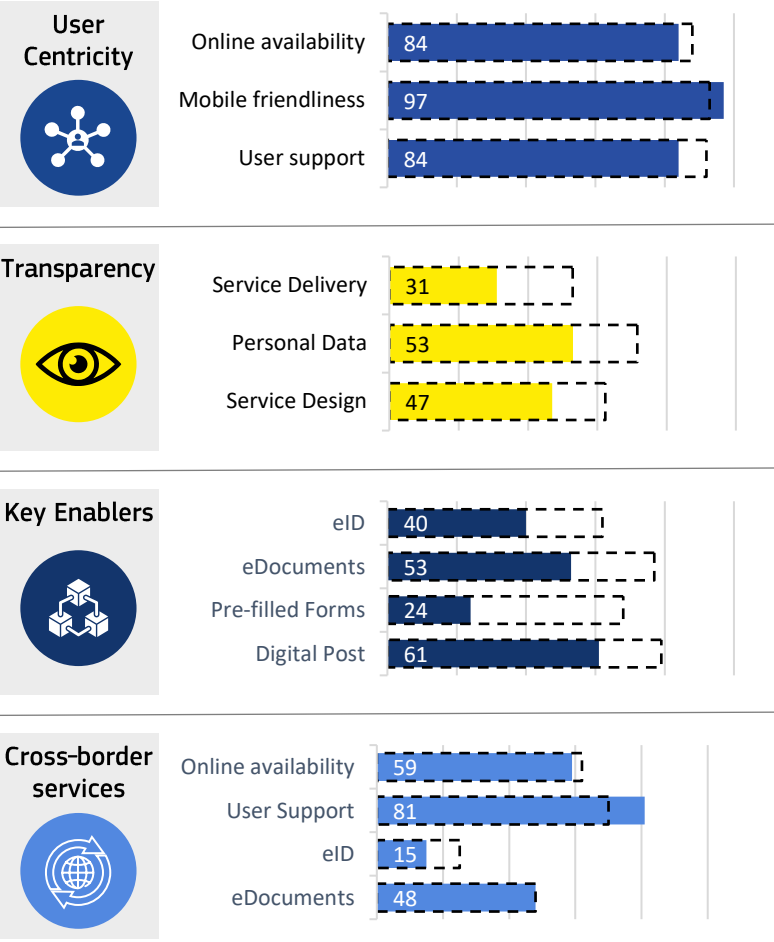 User
Centricity
Online availability
84
Mobile friendliness
97
User support
84
Transparency
Service Delivery
31
Personal Data
53
Service Design
47
Key Enablers
eID
40
eDocuments
53
Pre-filled Forms
24
Digital Post
61
Cross-border
services
Online availability
59
User Support
81
eID
15
eDocuments
48